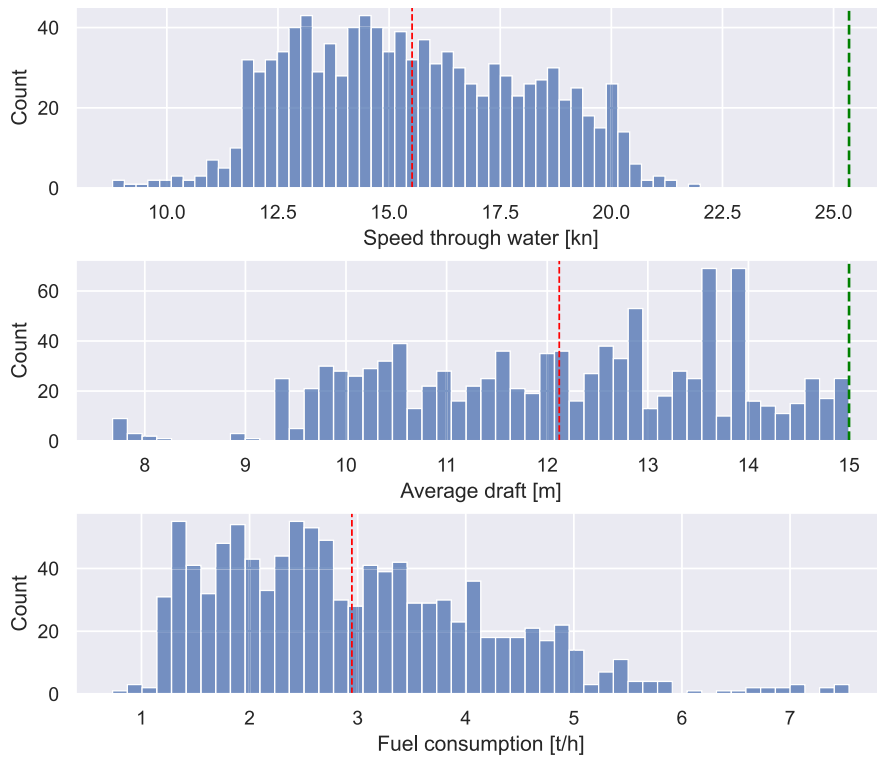 40
20
0
Count
10.0 12.5 15.0 17.5 20.0 22.5 25.0
Speed through water [kn]
60
40
20
0
Count
8 9 10 11 12 13 14 15
Average draft [m]
40
20
0
Count
1 2 3 4 5 6 7
Fuel consumption [t/h]